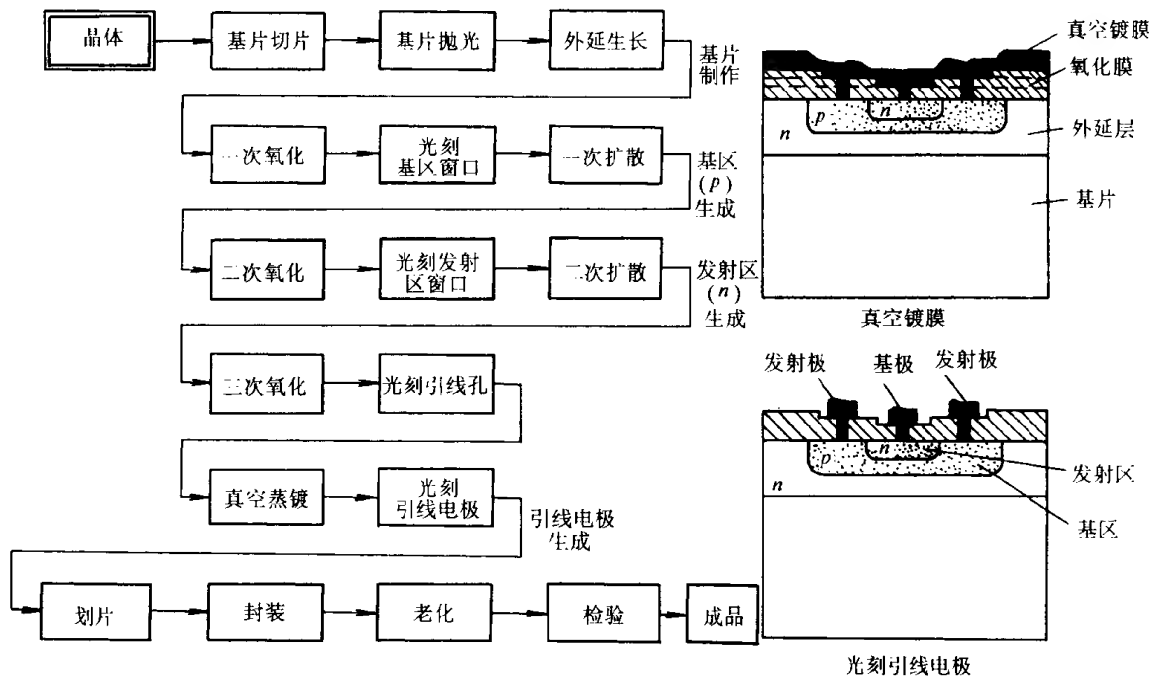 晶体
基片切片
基片抛光
外延生长
基片
制作
一次氧化
光刻
基区窗口
一次扩散
基区
(p)
生成
二次氧化
光刻发射
区窗口
二次扩散
发射区
(n)
生成
三次氧化
光刻引线孔
真空蒸镀
光刻
引线电极
引线电极
生成
划片
封装
老化
检验
成品
真空镀膜
氧化膜
p
n
n
外延层
基片
真空镀膜
发射极
基极
发射极
p
n
n
发射区
基区
光刻引线电极